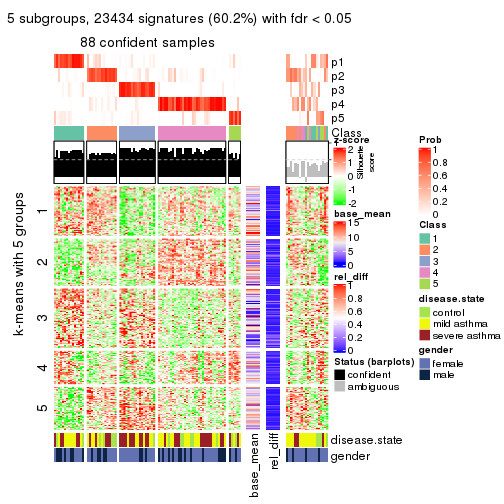 5 subgroups, 23434 signatures (60.2%) with fdr < 0.05
88 confident samples
p1
p2
p3
p4
p5
Class
z-score
2
1
0
-1
-2
Silhouette
score
1
base_mean
15
10
5
0
rel_diff
1
0.8
0.6
0.4
0.2
0
Status (barplots)
confident
ambiguous
Prob
1
0.8
0.6
0.4
0.2
0
Class
1
2
3
4
5
disease.state
control
mild asthma
severe asthma
gender
female
male
k-means with 5 groups
1
2
3
4
5
disease.state
gender
base_mean
rel_diff